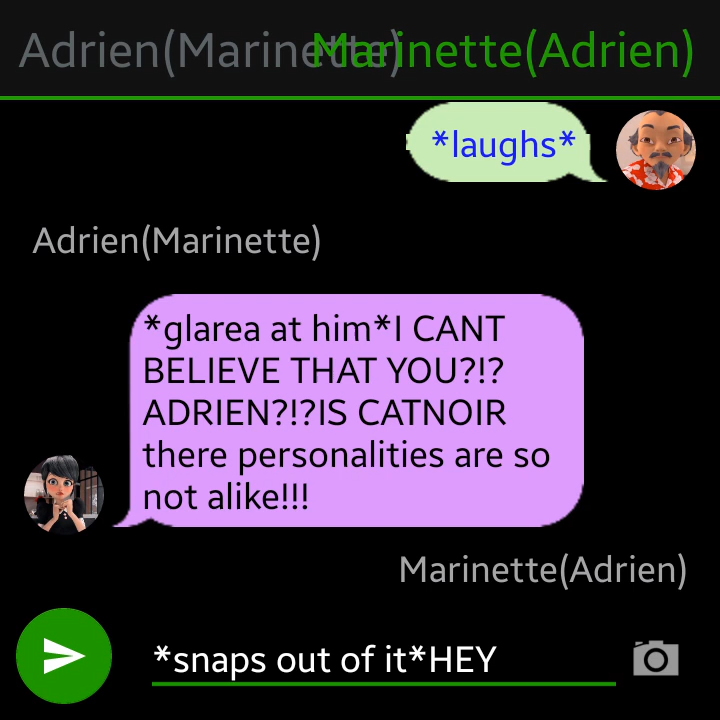 Adrien(Marinette)
Marinette(Adrien)
*laughs*
Adrien(Marinette)
*glarea at him*I CANT
BELIEVE THAT YOU?!?
ADRIEN?!?IS CATNOIR
there personalities are so
not alike!!!
Marinette(Adrien)
*snaps out of it*HEY